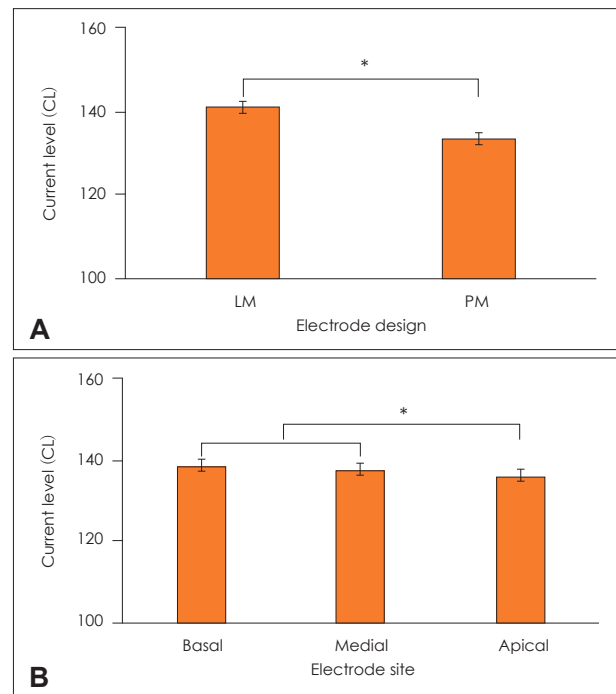 160
*
140
120
100
Current level (CL)
LM
PM
Electrode design
A
160
*
140
120
100
Current level (CL)
Basal
Medial
Apical
Electrode site
B